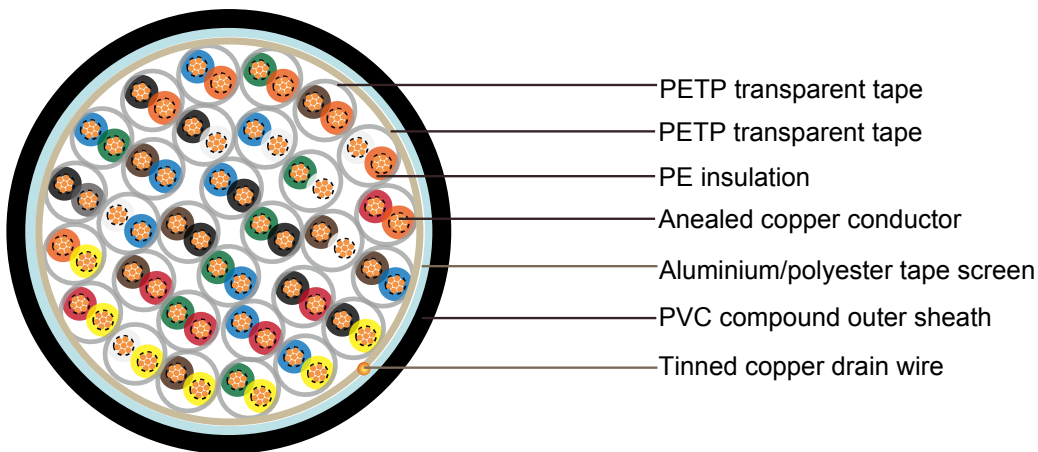 PETP transparent tape
PETP transparent tape
PE insulation
Anealed copper conductor
Aluminium/polyester tape screen
PVC compound outer sheath
Tinned copper drain wire